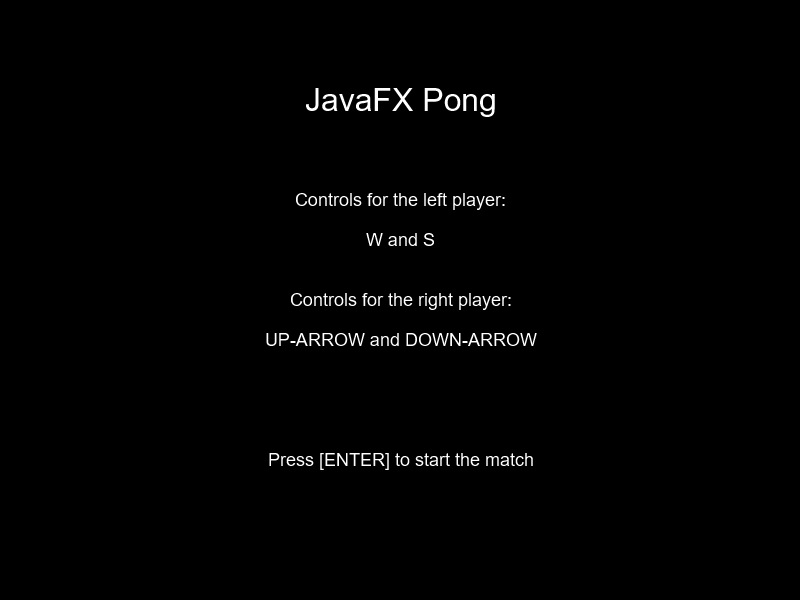 JavaFX Pong
Controls for the left player:
W and S
Controls for the right player:
UP-ARROW and DOWN-ARROW
Press [ENTER] to start the match